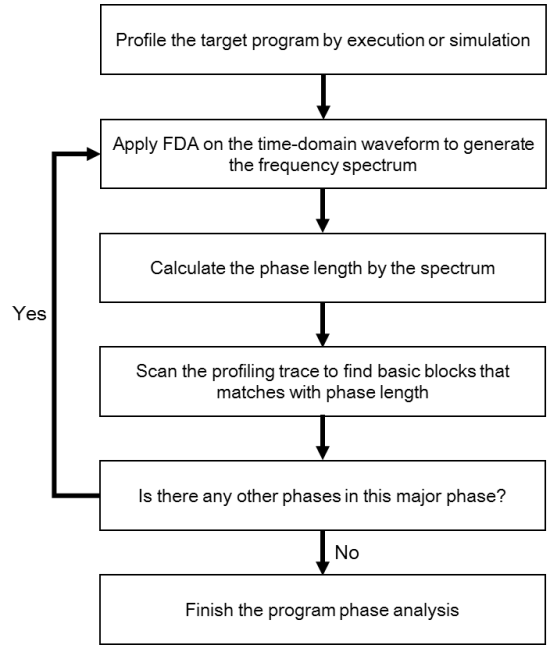 Profile the target program by execution or simulation
Apply FDA on the time-domain waveform to generate
the frequency spectrum
Calculate the phase length by the spectrum
Yes
Scan the profiling trace to find basic blocks that
matches with phase length
Is there any other phases in this major phase?
No
Finish the program phase analysis